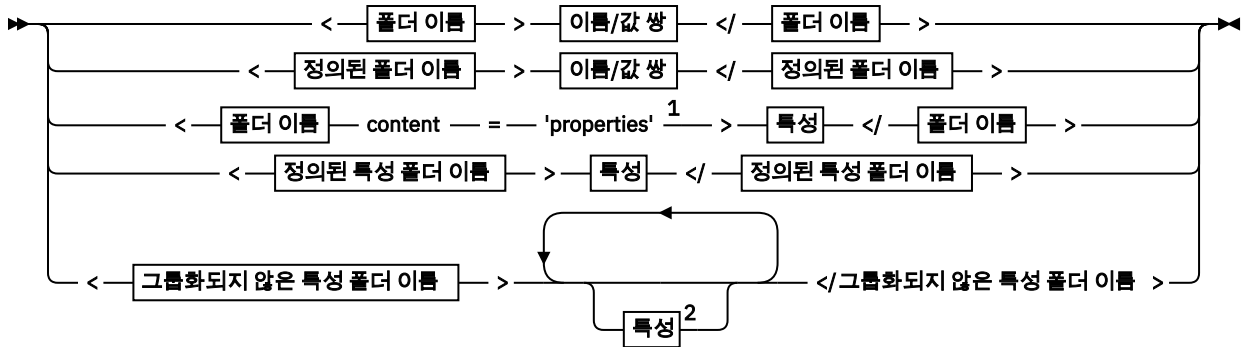 < 폴더 이름 > 이름/값 쌍 </ 폴더 이름 >
< 정의된 폴더 이름 > 이름/값 쌍 </ 정의된 폴더 이름 >
< 폴더 이름 content = 'properties' 1 > 특성 </ 폴더 이름 >
< 정의된 특성 폴더 이름 > 특성 </ 정의된 특성 폴더 이름 >
< 그룹화되지 않은 특성 폴더 이름 > </그룹화되지 않은 특성 폴더 이름 >
특성 2